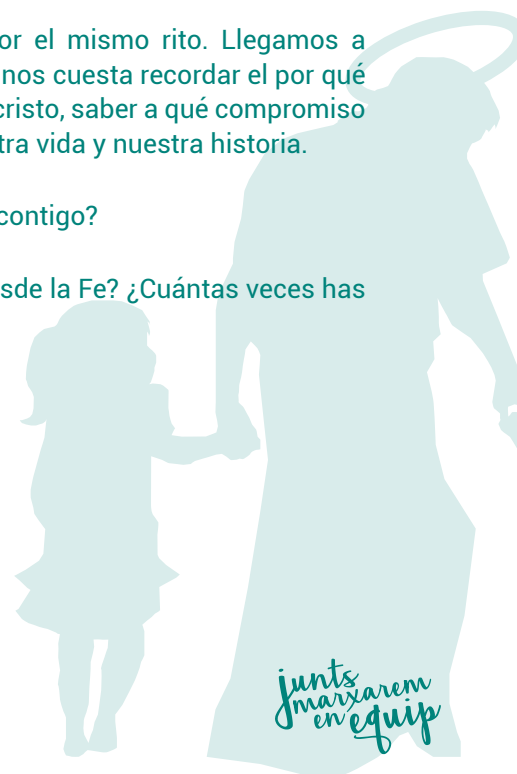 or el mismo rito. Llegamos a
nos cuesta recordar el por qué
cristo, saber a qué compromiso
tra vida y nuestra historia.
contigo?
sde la Fe? ¿Cuántas veces has
junts
marxarem
en equip